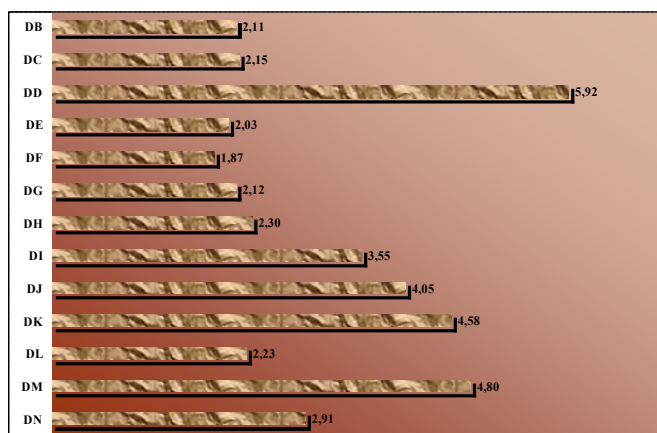 DB 2,11
DC 2,15
DD 5,92
DE 2,03
DF 1,87
DG 2,12
DH 2,30
DI 3,55
DJ 4,05
DK 4,58
DL 2,23
DM 4,80
DN 2,91